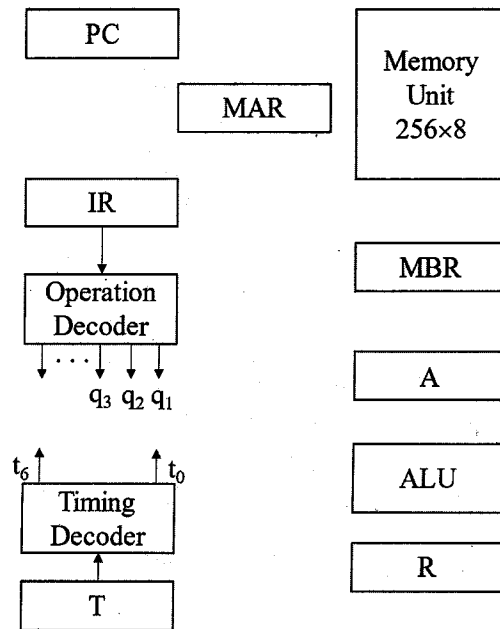 PC
MAR
Memory
Unit
256×8
IR
MBR
Operation
Decoder
...
q₃ q₂ q₁
A
t₆ t₀
Timing
Decoder
ALU
T
R